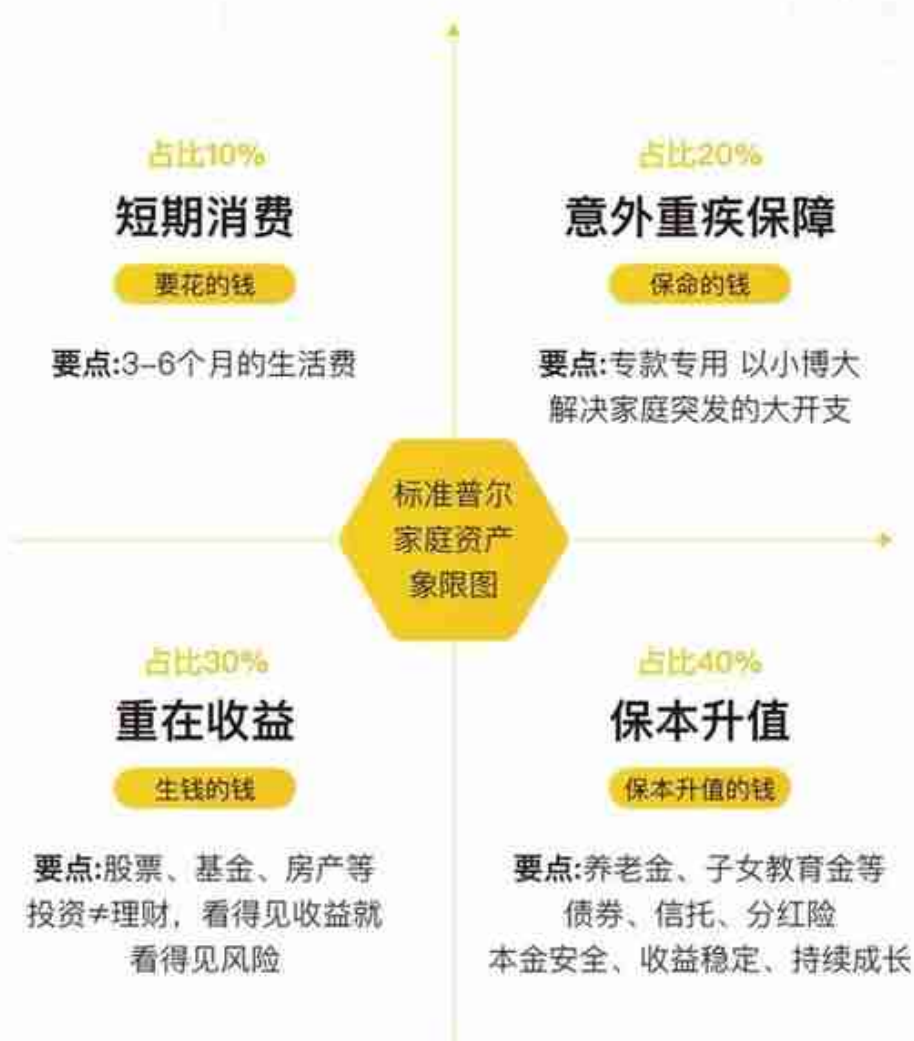 占比10%
短期消费
要花的钱
要点:3-6个月的生活费
占比20%
意外重疾保障
保命的钱
要点:专款专用 以小博大
解决家庭突发的大开支
标准普尔
家庭资产
象限图
占比30%
重在收益
生钱的钱
要点:股票、基金、房产等
投资≠理财，看得见收益就
看得见风险
占比40%
保本升值
保本升值的钱
要点:养老金、子女教育金等
债券、信托、分红险
本金安全、收益稳定、持续成长